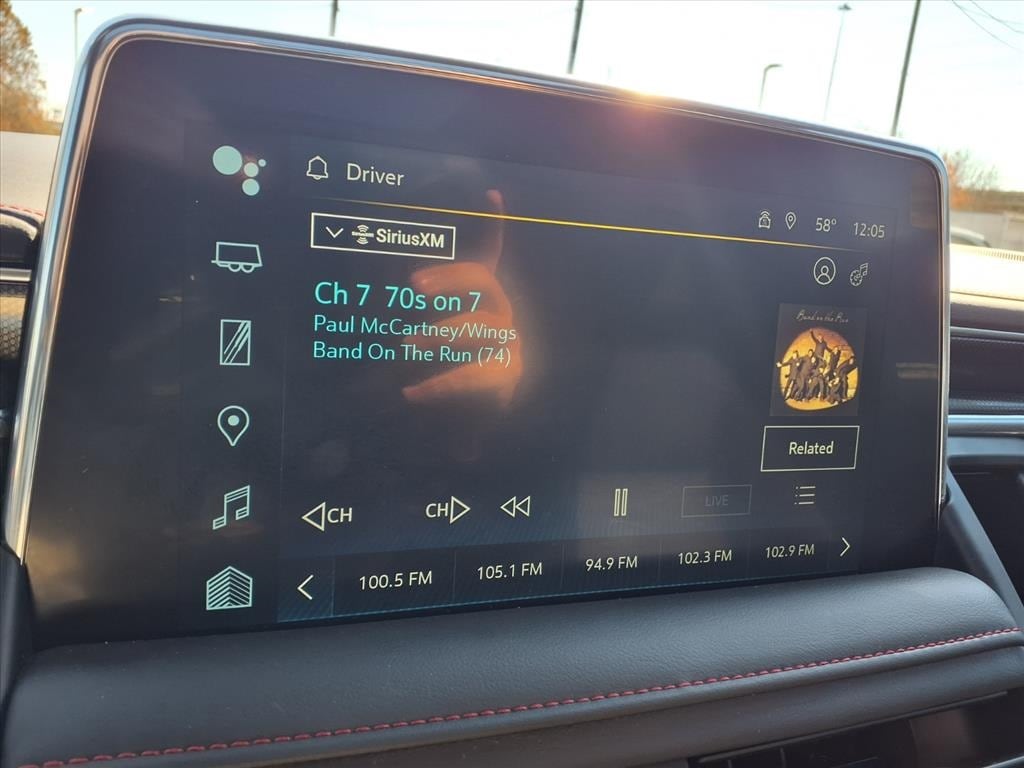 Driver
58° 12:05
SiriusXM
Ch 7 70s on 7
Paul McCartney/Wings
Band On The Run (74)
Band on the Run
Related
CH
CH
LIVE
100.5 FM 105.1 FM 94.9 FM 102.3 FM 102.9 FM